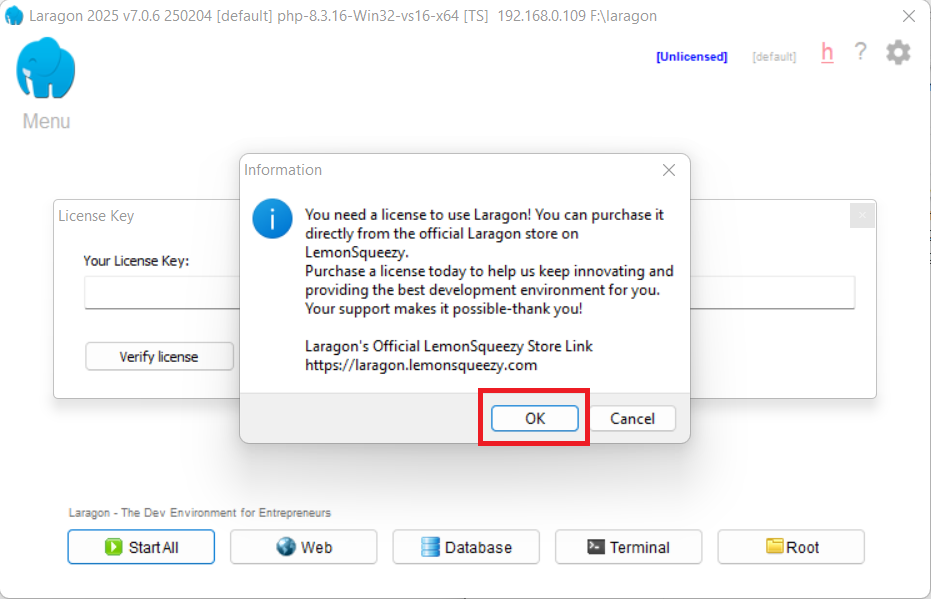 Laragon 2025 v7.0.6 250204 [default] php-8.3.16-Win32-vs16-x64 [TS]  192.168.0.109 F:\laragon
[Unlicensed] [default] h ?
Menu
Information
You need a license to use Laragon! You can purchase it
directly from the official Laragon store on
LemonSqueezy.
Purchase a license today to help us keep innovating and
providing the best development environment for you.
Your support makes it possible-thank you!
Laragon's Official LemonSqueezy Store Link
https://laragon.lemonsqueezy.com
OK Cancel
License Key
Your License Key:
Verify license
Laragon - The Dev Environment for Entrepreneurs
Start All Web Database Terminal Root